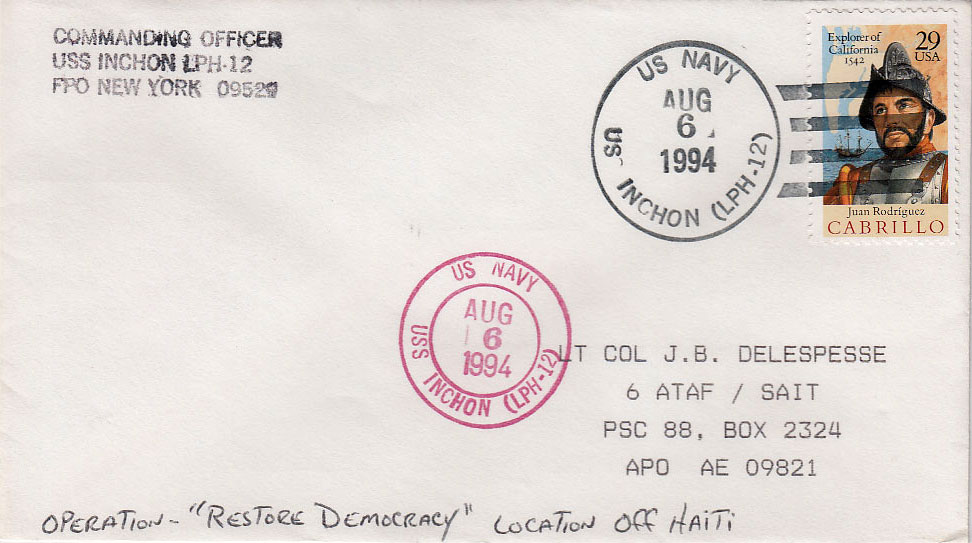 COMMANDING OFFICER
USS INCHON LPH-12
FPO NEW YORK 09529
US NAVY
AUG
6
1994
US INCHON (LPH-12)
Explorer of
California
1542
29
USA
Juan Rodríguez
CABRILLO
US NAVY
AUG
6
1994
USS INCHON (LPH-12)
LT COL J.B. DELESPESSE
6 ATAF / SAIT
PSC 88, BOX 2324
APO AE 09821
OPERATION - "RESTORE DEMOCRACY" LOCATION OFF HAITI